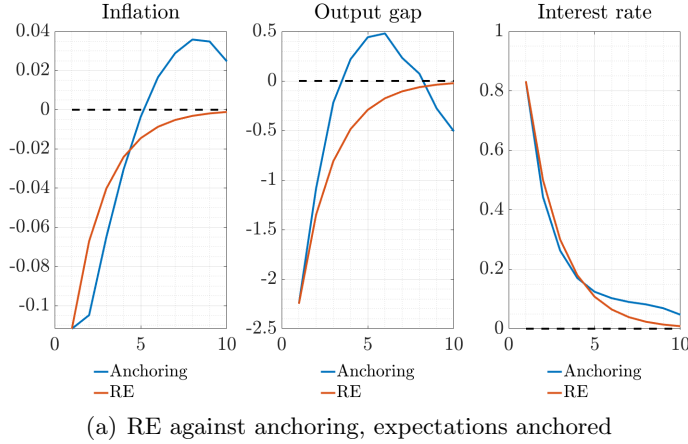 Inflation
0.04
0.02
0
-0.02
-0.04
-0.06
-0.08
-0.1
0 5 10
Anchoring
RE
Output gap
0.5
0
-0.5
-1
-1.5
-2
-2.5
0 5 10
Anchoring
RE
Interest rate
1
0.8
0.6
0.4
0.2
0
0 5 10
Anchoring
RE
(a) RE against anchoring, expectations anchored